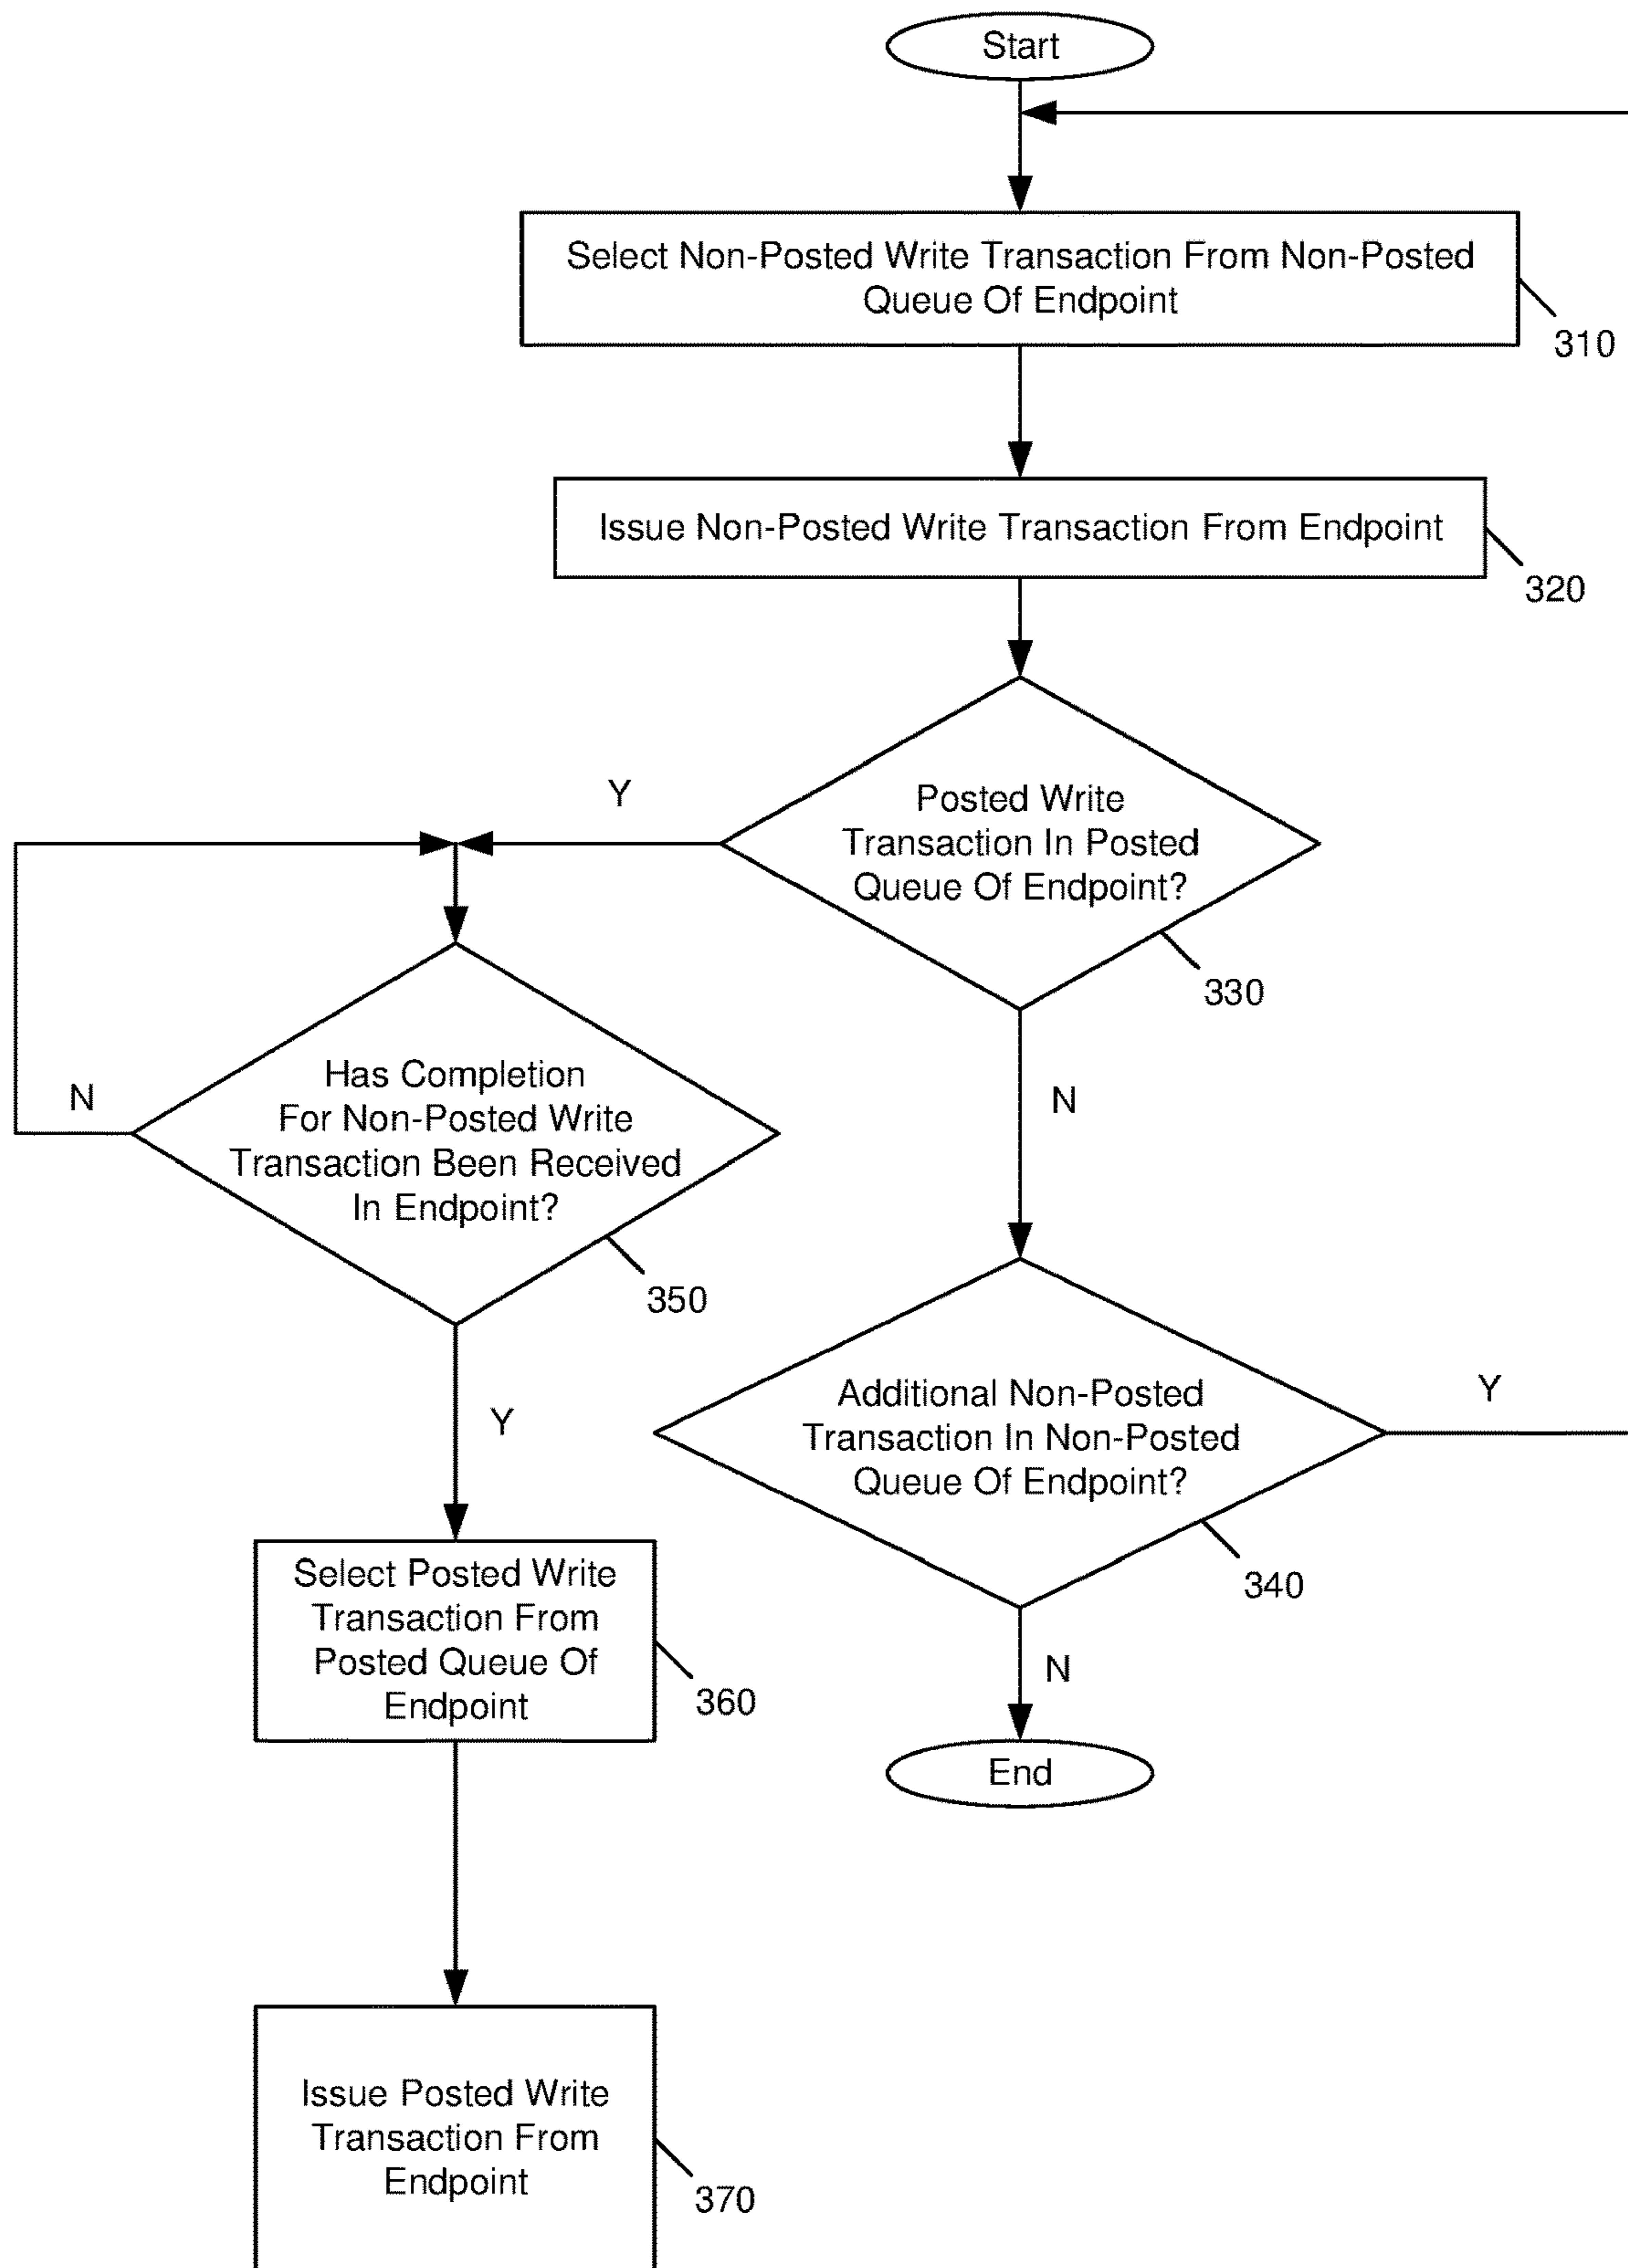 Start
Select Non-Posted Write Transaction From Non-Posted
Queue Of Endpoint
310
Issue Non-Posted Write Transaction From Endpoint
320
Posted Write
Transaction In Posted
Queue Of Endpoint?
330
Y
N
Has Completion
For Non-Posted Write
Transaction Been Received
In Endpoint?
350
N
Y
Additional Non-Posted
Transaction In Non-Posted
Queue Of Endpoint?
340
Y
N
Select Posted Write
Transaction From
Posted Queue Of
Endpoint
360
End
Issue Posted Write
Transaction From
Endpoint
370